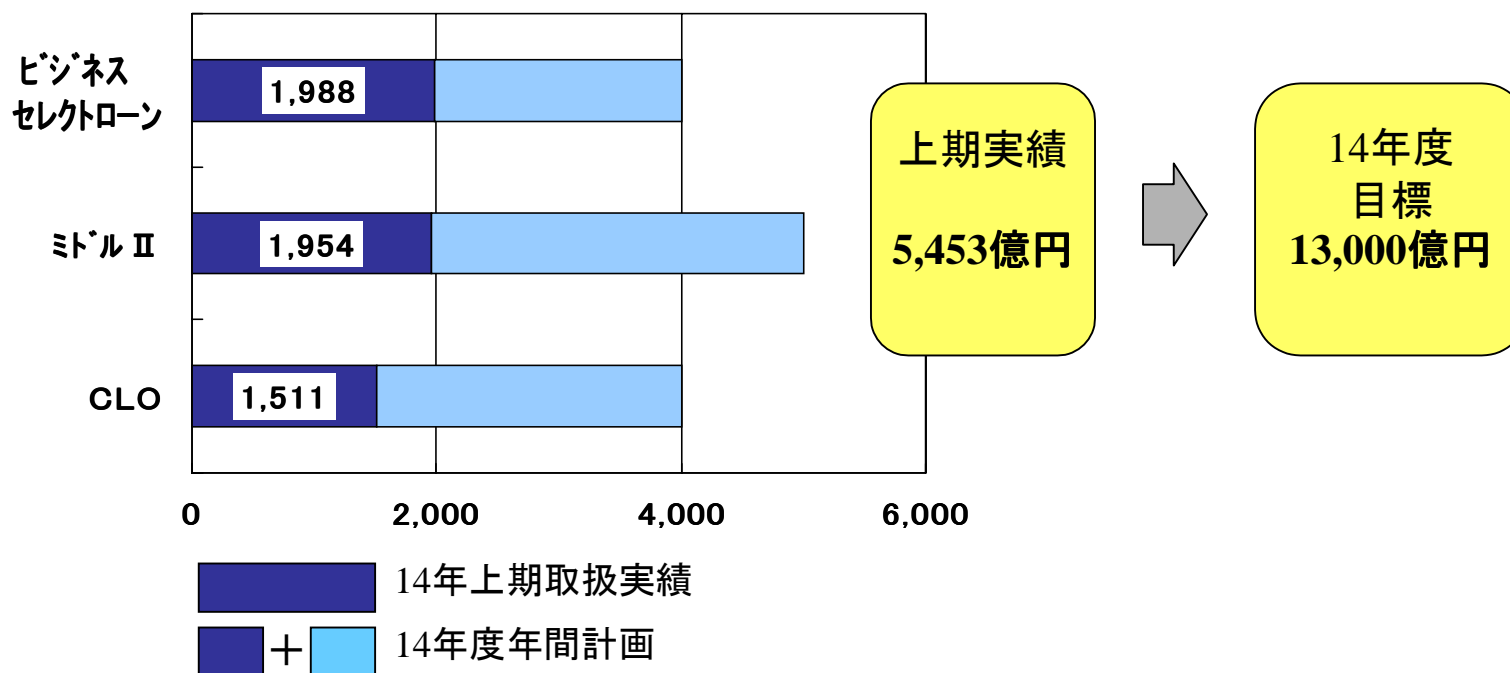 ビジネス
セレクトローン
1,988
ミドルⅡ
1,954
CLO
1,511
0 2,000 4,000 6,000
上期実績
5,453億円
14年度
目標
13,000億円
14年上期取扱実績
+ 14年度年間計画